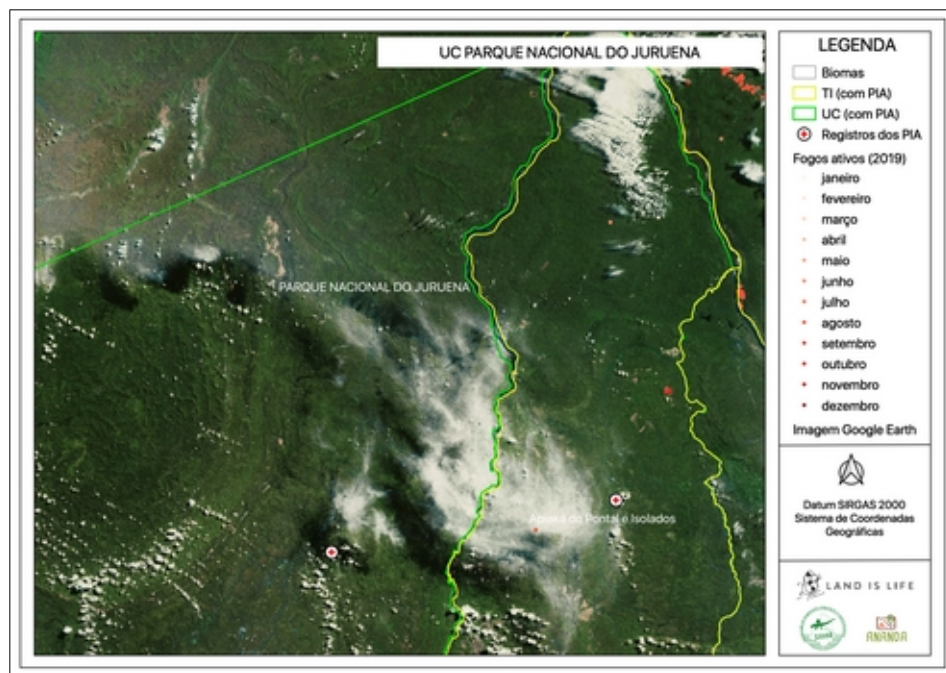 UC PARQUE NACIONAL DO JURUENA
PARQUE NACIONAL DO JURUENA
do Pontal e Isolados
LEGENDA
Biomas
TI (com PIA)
UC (com PIA)
Registros dos PIA
Fogos ativos (2019)
janeiro
fevereiro
março
abril
maio
junho
julho
agosto
setembro
outubro
novembro
dezembro
Imagem Google Earth
Datum SIRGAS 2000
Sistema de Coordenadas
Geográficas
LAND IS LIFE
ANANDA